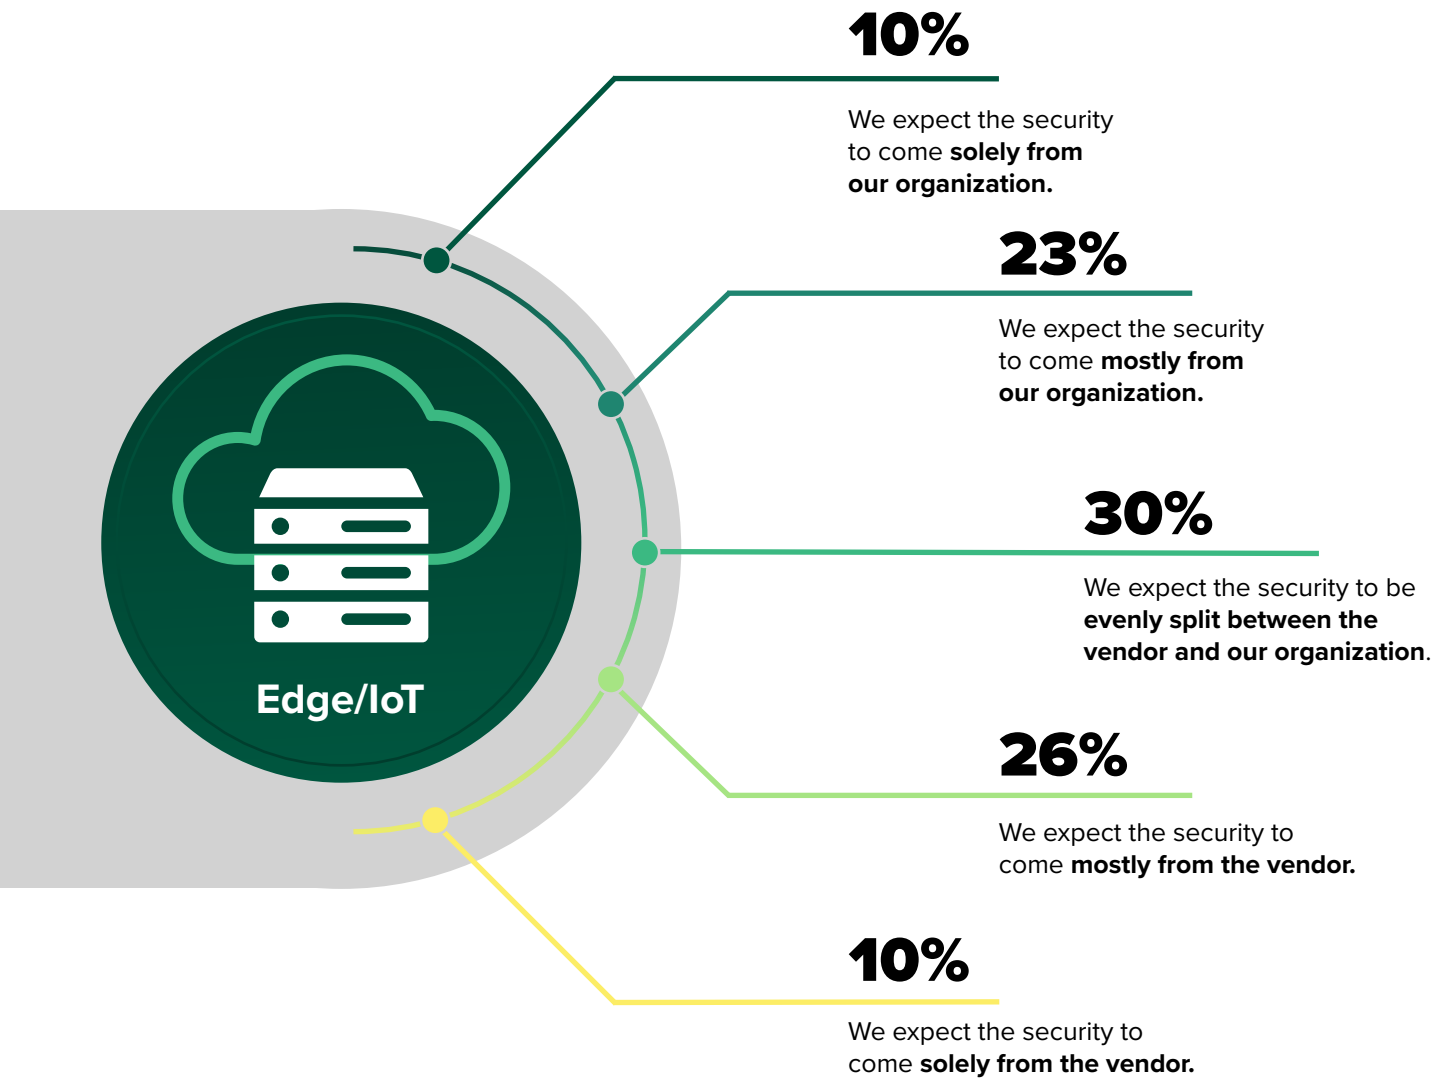 10%
We expect the security
to come solely from
our organization.
23%
We expect the security
to come mostly from
our organization.
30%
We expect the security to be
evenly split between the
vendor and our organization.
Edge/IoT
26%
We expect the security to
come mostly from the vendor.
10%
We expect the security to
come solely from the vendor.